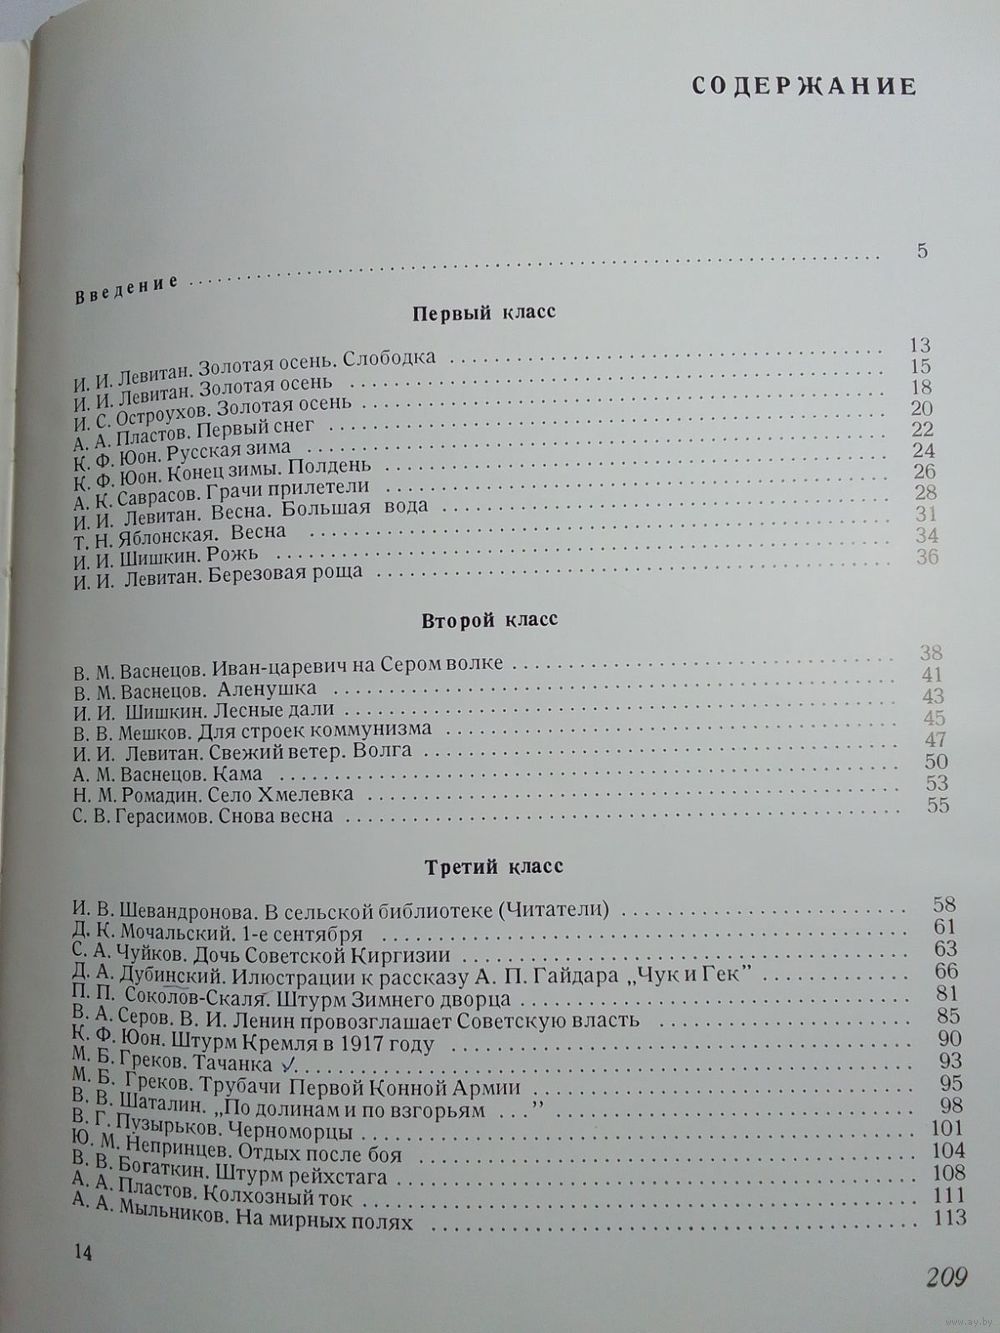 СОДЕРЖАНИЕ
Введение 5
Первый класс
И. И. Левитан. Золотая осень. Слободка 13
И. И. Левитан. Золотая осень 15
И. С. Остроухов. Золотая осень 18
А. А. Пластов. Первый снег 20
К. Ф. Юон. Русская зима 22
К. Ф. Юон. Конец зимы. Полдень 24
А. К. Саврасов. Грачи прилетели 26
И. И. Левитан. Весна. Большая вода 28
Т. Н. Яблонская. Весна 31
И. И. Шишкин. Рожь 34
И. И. Левитан. Березовая роща 36
Второй класс
В. М. Васнецов. Иван-царевич на Сером волке 38
В. М. Васнецов. Аленушка 41
И. И. Шишкин. Лесные дали 43
В. В. Мешков. Для строек коммунизма 45
И. И. Левитан. Свежий ветер. Волга 47
А. М. Васнецов. Кама 50
Н. М. Ромадин. Село Хмелевка 53
С. В. Герасимов. Снова весна 55
Третий класс
И. В. Шевандронова. В сельской библиотеке (Читатели) 58
Д. К. Мочальский. 1-е сентября 61
С. А. Чуйков. Дочь Советской Киргизии 63
Д. А. Дубинский. Илюстрации к рассказу А. П. Гайдара „Чук и Гек” 66
П. П. Соколов-Скаля. Штурм Зимнего дворца 81
В. А. Серов. В. И. Ленин провозглашает Советскую власть 85
К. Ф. Юон. Штурм Кремля в 1917 году 90
М. Б. Греков. Тачанка 93
М. Б. Греков. Трубачи Первой Конной Армии 95
В. В. Шаталин. „По долинам и по взгорьям ...” 98
В. Г. Пузырьков. Черноморцы 101
Ю. М. Непринцев. Отдых после боя 104
В. В. Богаткин. Штурм рейхстага 108
А. А. Пластов. Колхозный ток 111
А. А. Мыльников. На мирных полях 113
14
209
www.ay.by